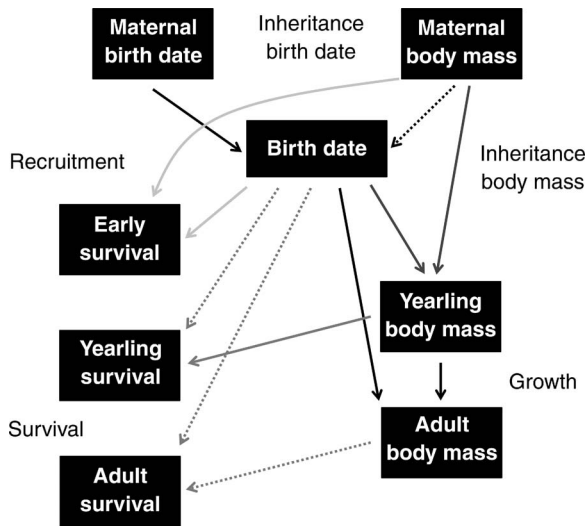 Maternal
birth date
Inheritance
birth date
Maternal
body mass
Birth date
Recruitment
Inheritance
body mass
Early
survival
Yearling
body mass
Yearling
survival
Growth
Adult
body mass
Survival
Adult
survival